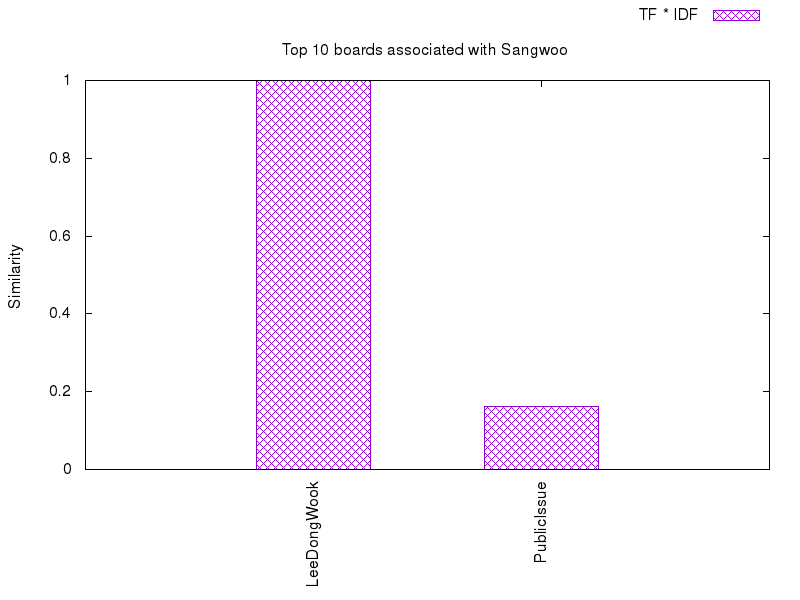 TF * IDF
Top 10 boards associated with Sangwoo
1
0.8
0.6
0.4
0.2
0
Similarity
LeeDongWook
PublicIssue